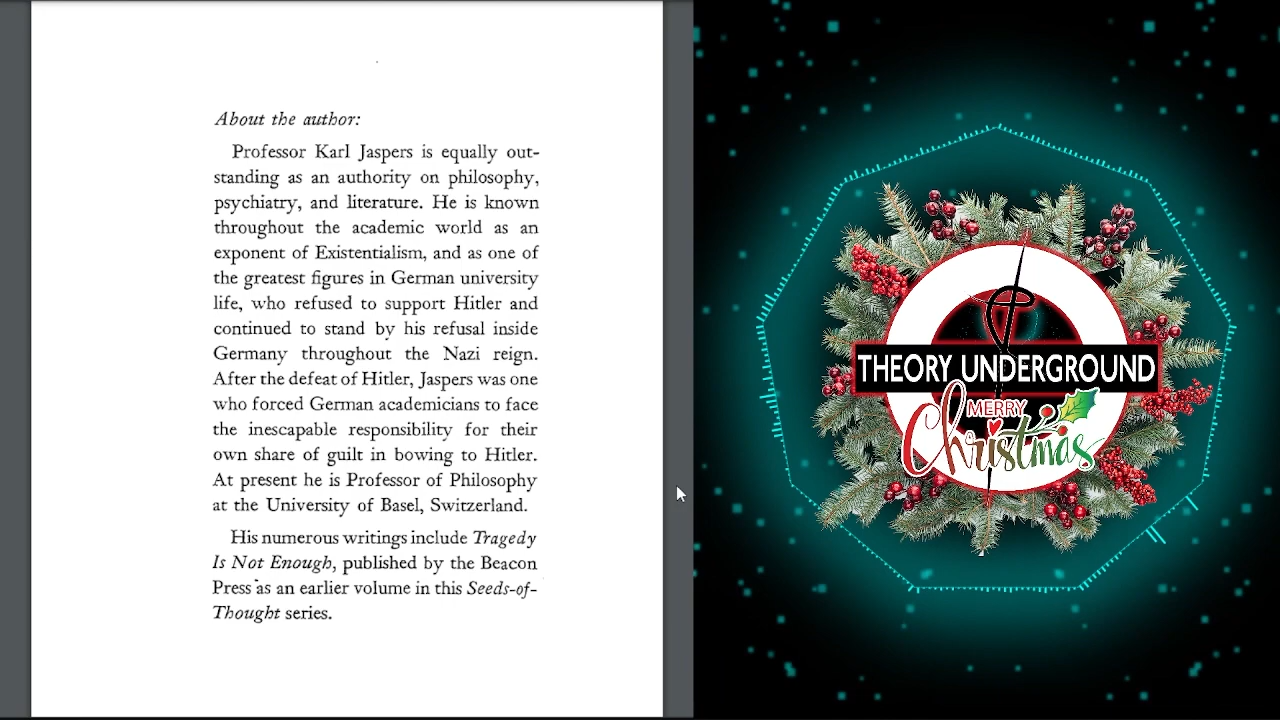 About the author:
Professor Karl Jaspers is equally out-
standing as an authority on philosophy,
psychiatry, and literature. He is known
throughout the academic world as an
exponent of Existentialism, and as one of
the greatest figures in German university
life, who refused to support Hitler and
continued to stand by his refusal inside
Germany throughout the Nazi reign.
After the defeat of Hitler, Jaspers was one
who forced German academicians to face
the inescapable responsibility for their
own share of guilt in bowing to Hitler.
At present he is Professor of Philosophy
at the University of Basel, Switzerland.
His numerous writings include Tragedy
Is Not Enough, published by the Beacon
Press as an earlier volume in this Seeds-of-
Thought series.
THEORY UNDERGROUND
MERRY
Christmas